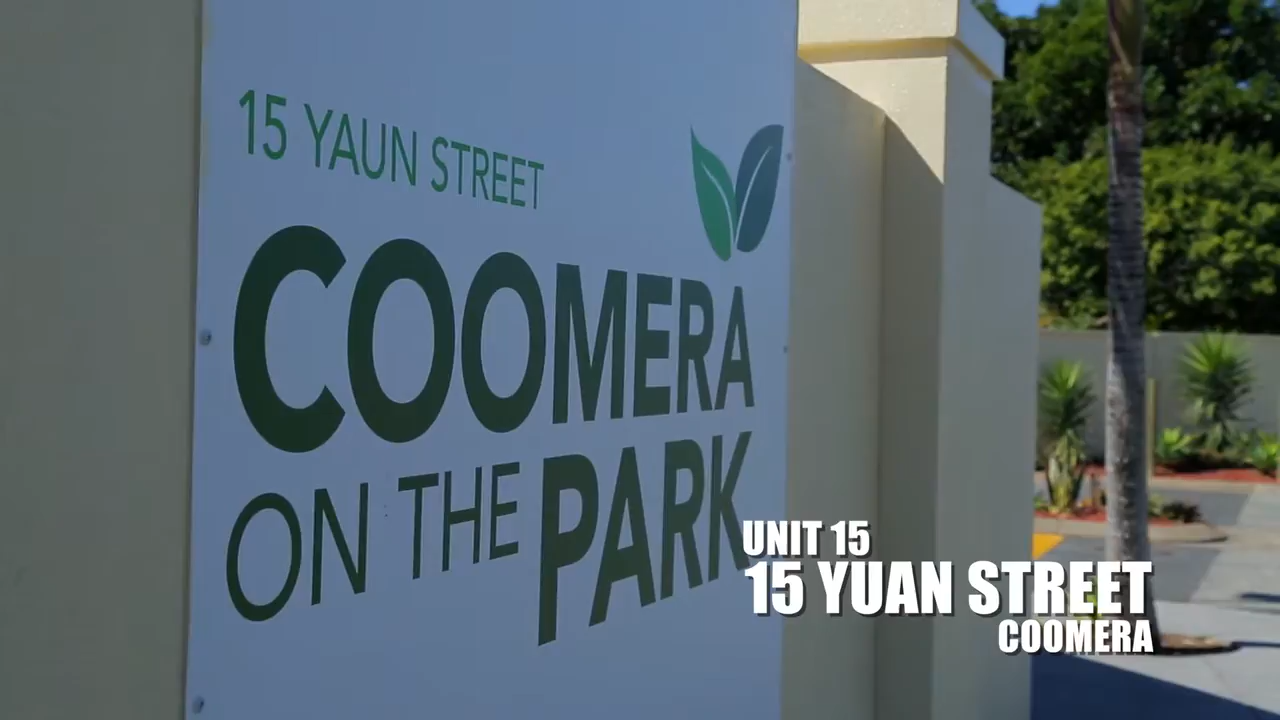 15 YAUN STREET
COOMERA
ON THE PARK
UNIT 15
15 YUAN STREET
COOMERA